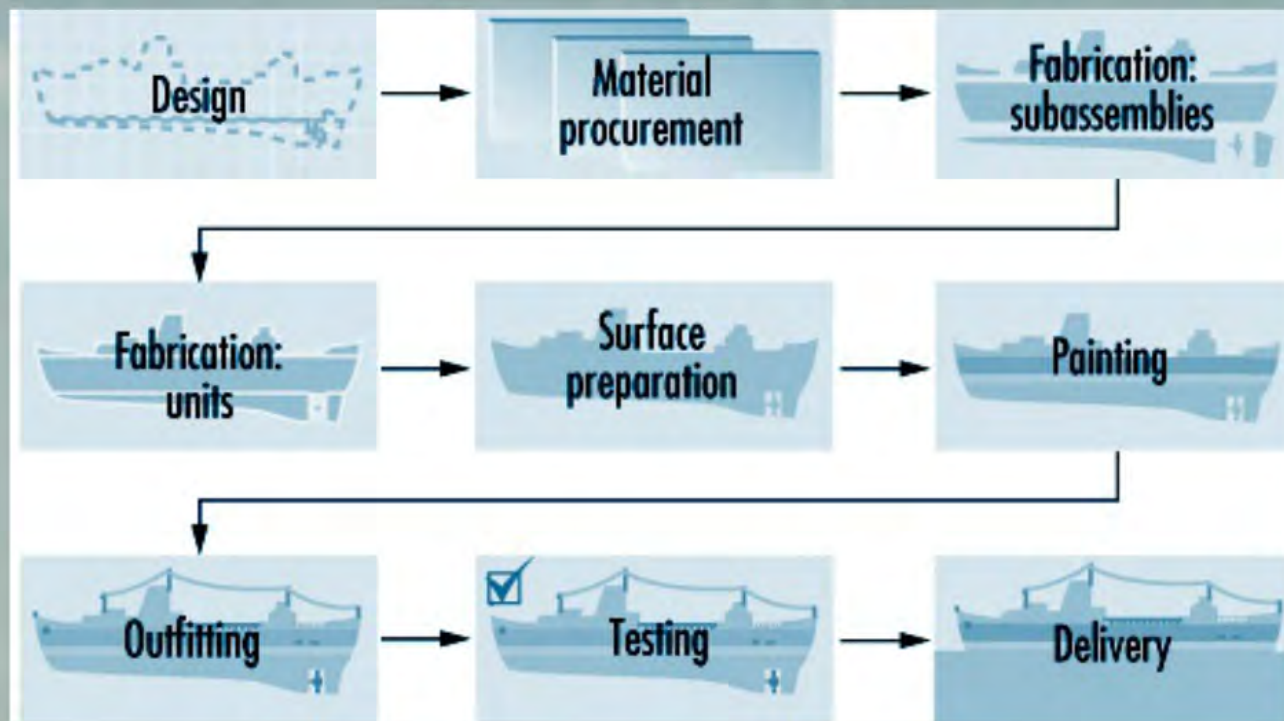 Design
Material
procurement
Fabrication:
subassemblies
Fabrication:
units
Surface
preparation
Painting
Outfitting
Testing
Delivery